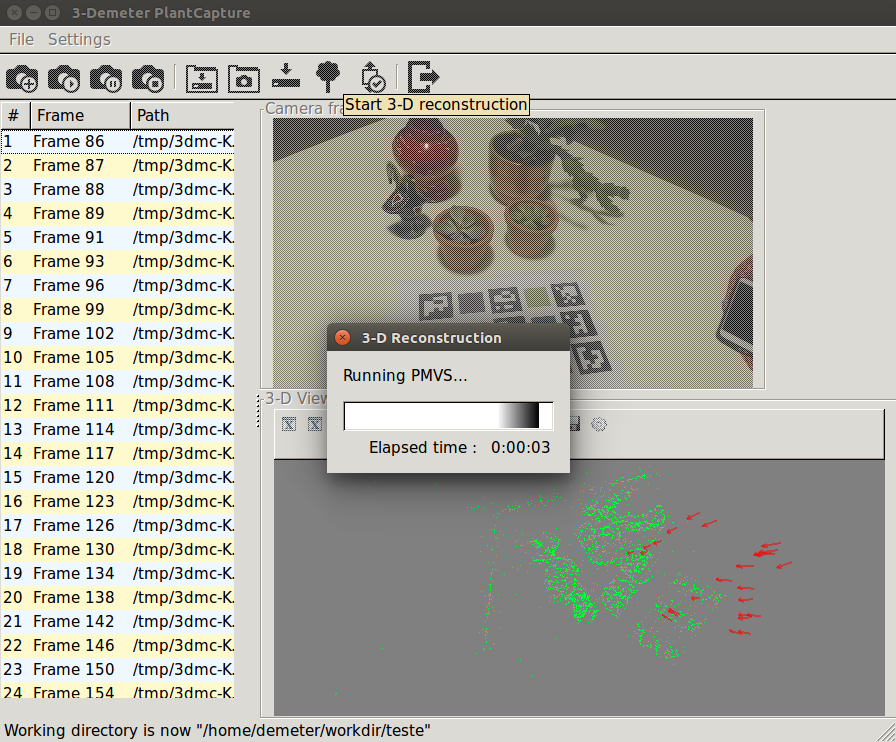 3-Demeter PlantCapture
File Settings
Start 3-D reconstruction
# Frame Path
Camera fra
1 Frame 86 /tmp/3dmc-K.
2 Frame 87 /tmp/3dmc-K.
3 Frame 88 /tmp/3dmc-K.
4 Frame 89 /tmp/3dmc-K.
5 Frame 91 /tmp/3dmc-K.
6 Frame 93 /tmp/3dmc-K.
7 Frame 96 /tmp/3dmc-K.
8 Frame 99 /tmp/3dmc-K.
9 Frame 102 /tmp/3dmc-K.
10 Frame 105 /tmp/3dmc-K.
11 Frame 108 /tmp/3dmc-K.
12 Frame 111 /tmp/3dmc-K.
13 Frame 114 /tmp/3dmc-K.
14 Frame 117 /tmp/3dmc-K.
15 Frame 120 /tmp/3dmc-K.
16 Frame 123 /tmp/3dmc-K.
17 Frame 126 /tmp/3dmc-K.
18 Frame 130 /tmp/3dmc-K.
19 Frame 134 /tmp/3dmc-K.
20 Frame 138 /tmp/3dmc-K.
21 Frame 142 /tmp/3dmc-K.
22 Frame 146 /tmp/3dmc-K.
23 Frame 150 /tmp/3dmc-K.
24 Frame 154 /tmp/3dmc-K.
3-D Reconstruction
Running PMVS...
Elapsed time : 0:00:03
3-D View
X X
Working directory is now "/home/demeter/workdir/teste"